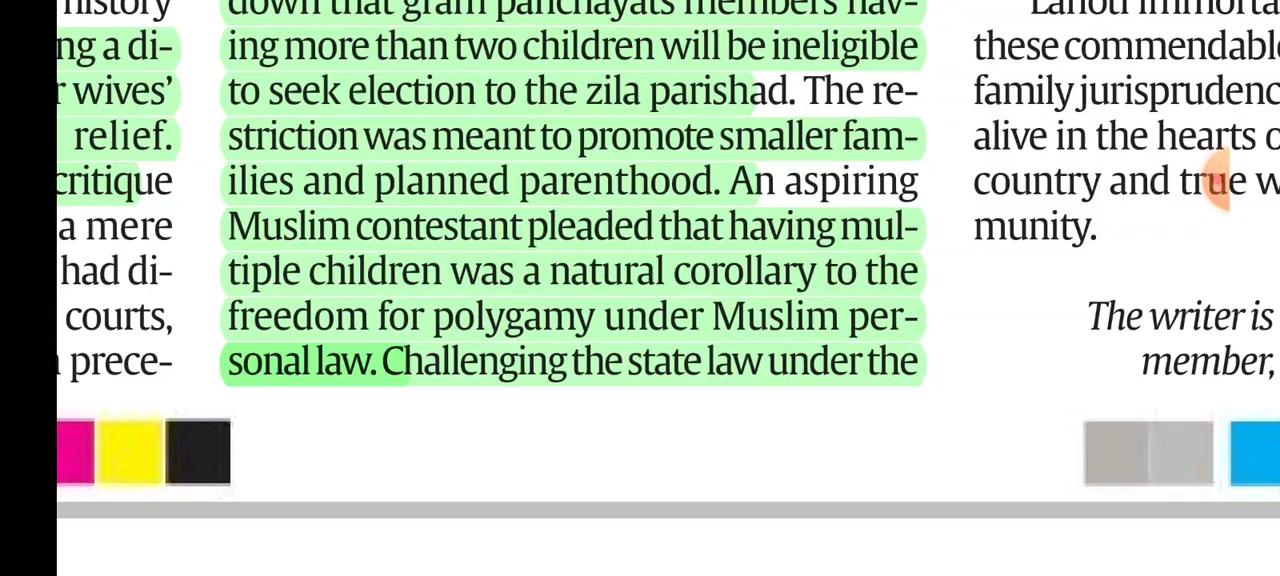 history
ng a di-
r wives'
relief.
critique
a mere
had di-
courts,
prece-
down that gram panchayats members hav-
ing more than two children will be ineligible
to seek election to the zila parishad. The re-
striction was meant to promote smaller fam-
ilies and planned parenthood. An aspiring
Muslim contestant pleaded that having mul-
tiple children was a natural corollary to the
freedom for polygamy under Muslim per-
sonal law. Challenging the state law under the
Lahoti immorta
these commendable
family jurisprudenc
alive in the hearts o
country and true w
munity.
The writer is
member,